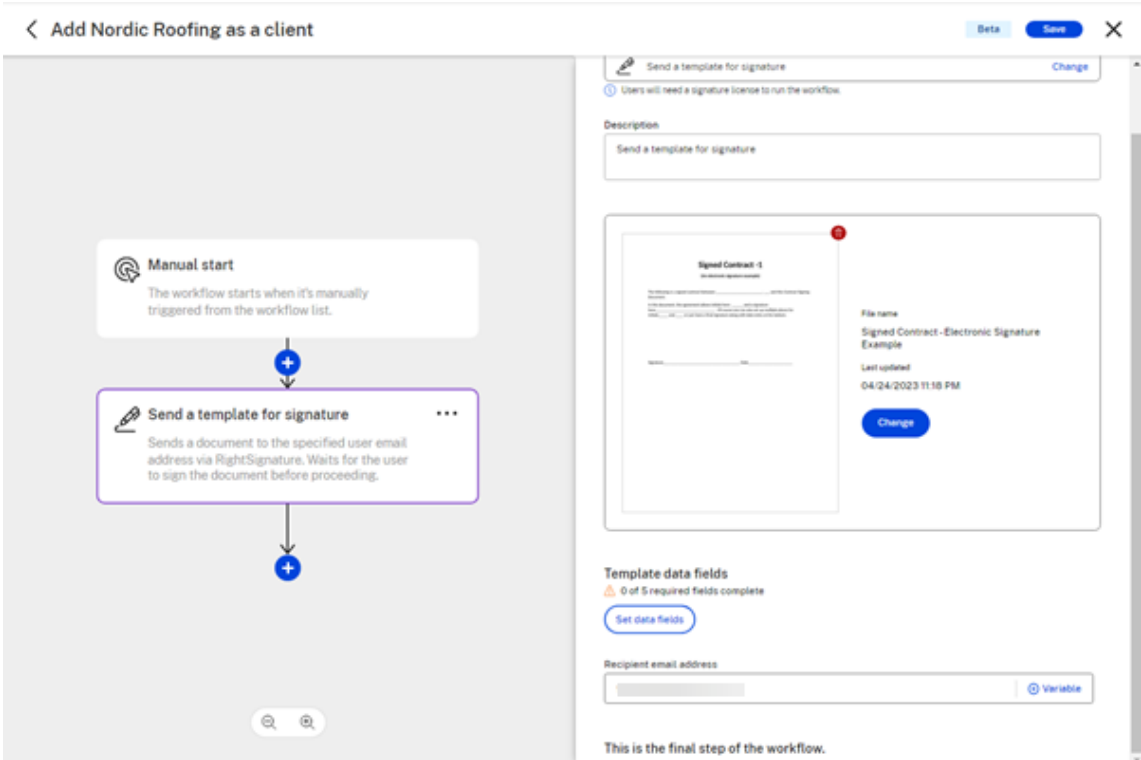 Add Nordic Roofing as a client
Beta
Save
Manual start
The workflow starts when it's manually
triggered from the workflow list.
Send a template for signature
Sends a document to the specified user email
address via RightSignature. Waits for the user
to sign the document before proceeding.
Send a template for signature
Change
Users will need a signature license to run the workflow.
Description
Send a template for signature
Signed Contract -1
File name
Signed Contract - Electronic Signature
Example
Last updated
04/24/2023 11:18 PM
Change
Template data fields
0 of 5 required fields complete
Set data fields
Recipient email address
Variable
This is the final step of the workflow.